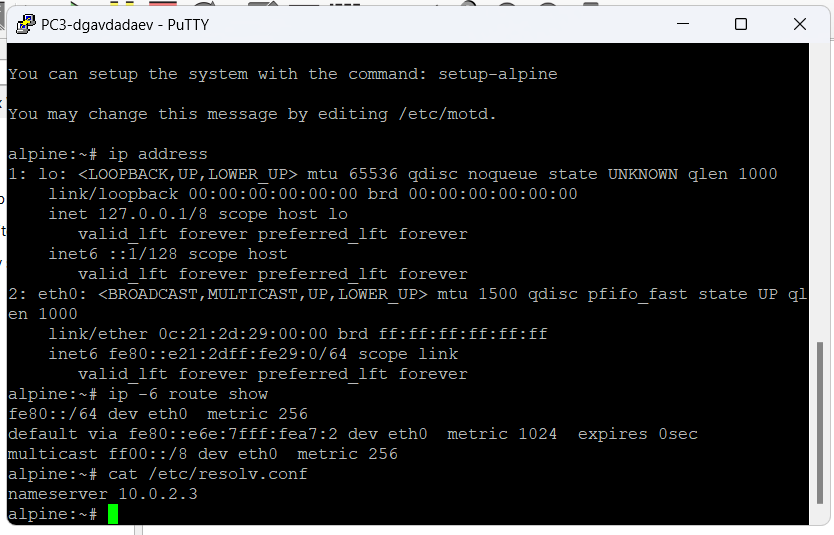 PC3-dgavdadaev - PuTTY
You can setup the system with the command: setup-alpine
You may change this message by editing /etc/motd.
alpine:~# ip address
1: lo: <LOOPBACK,UP,LOWER_UP> mtu 65536 qdisc noqueue state UNKNOWN qlen 1000
    link/loopback 00:00:00:00:00:00 brd 00:00:00:00:00:00
    inet 127.0.0.1/8 scope host lo
       valid_lft forever preferred_lft forever
    inet6 ::1/128 scope host
       valid_lft forever preferred_lft forever
2: eth0: <BROADCAST,MULTICAST,UP,LOWER_UP> mtu 1500 qdisc pfifo_fast state UP ql
en 1000
    link/ether 0c:21:2d:29:00:00 brd ff:ff:ff:ff:ff:ff
    inet6 fe80::e21:2dff:fe29:0/64 scope link
       valid_lft forever preferred_lft forever
alpine:~# ip -6 route show
fe80::/64 dev eth0  metric 256
default via fe80::e6e:7fff:fea7:2 dev eth0  metric 1024  expires 0sec
multicast ff00::/8 dev eth0  metric 256
alpine:~# cat /etc/resolv.conf
nameserver 10.0.2.3
alpine:~#